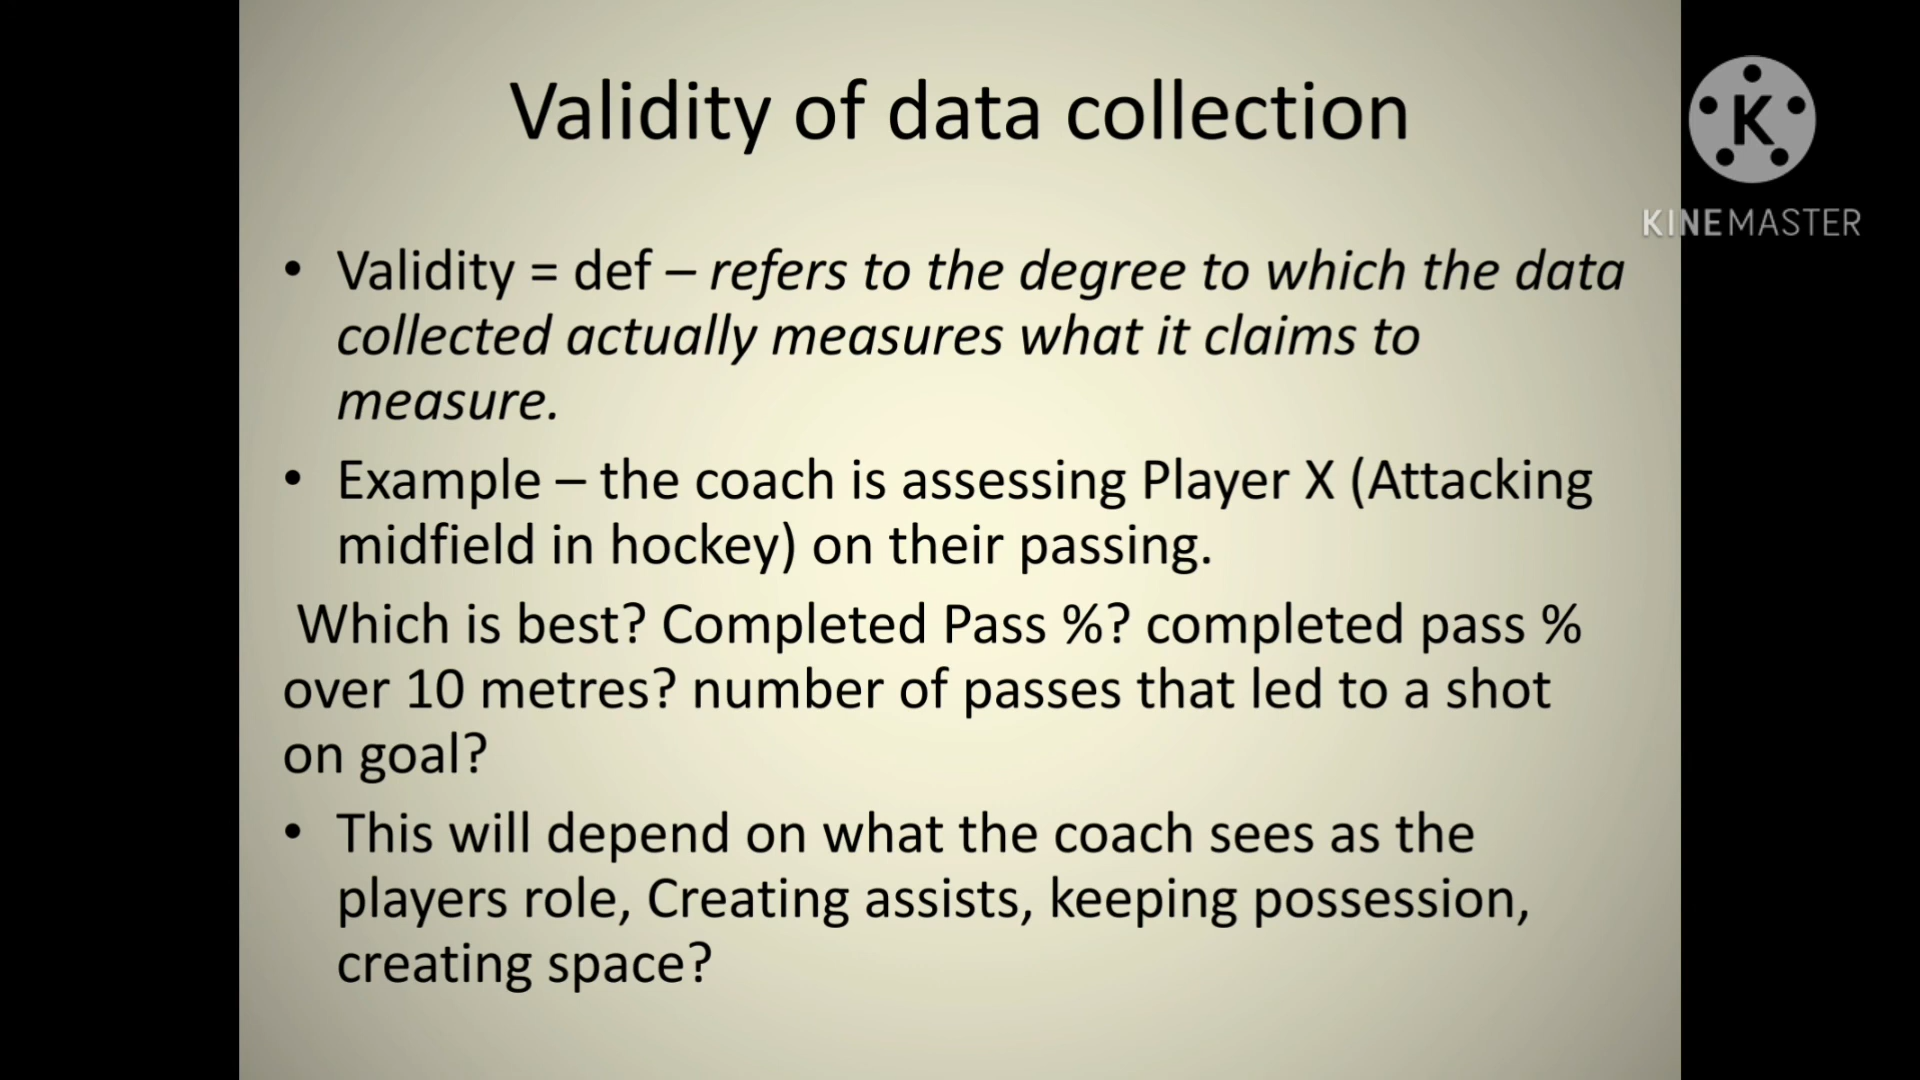 Validity of data collection
K
KINEMASTER
• Validity = def – refers to the degree to which the data
collected actually measures what it claims to
measure.
• Example – the coach is assessing Player X (Attacking
midfield in hockey) on their passing.
Which is best? Completed Pass %? completed pass %
over 10 metres? number of passes that led to a shot
on goal?
• This will depend on what the coach sees as the
players role, Creating assists, keeping possession,
creating space?